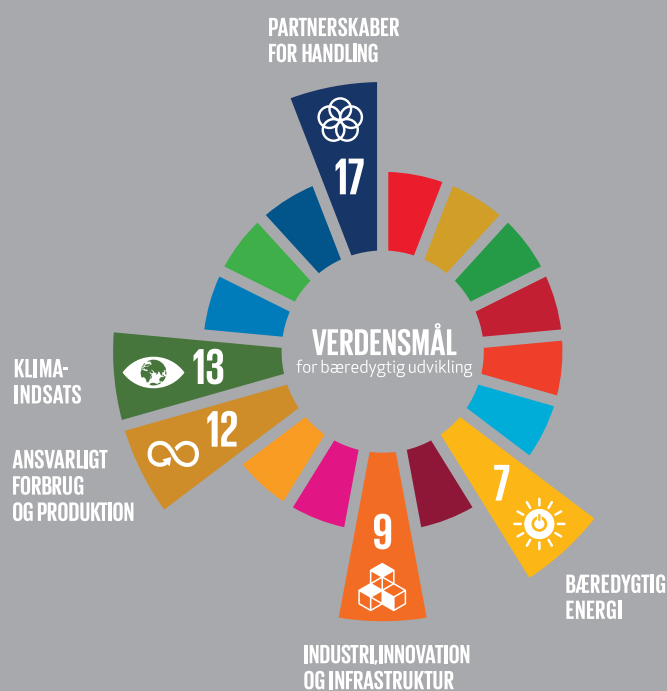 PARTNERSKABER
FOR HANDLING
17
VERDENSMÅL
for bæredygtig udvikling
KLIMA-
INDSATS
13
12
ANSVARLIGT
FORBRUG
OG PRODUKTION
7
BÆREDYGTIG
ENERGI
9
INDUSTRI,INNOVATION
OG INFRASTRUKTUR